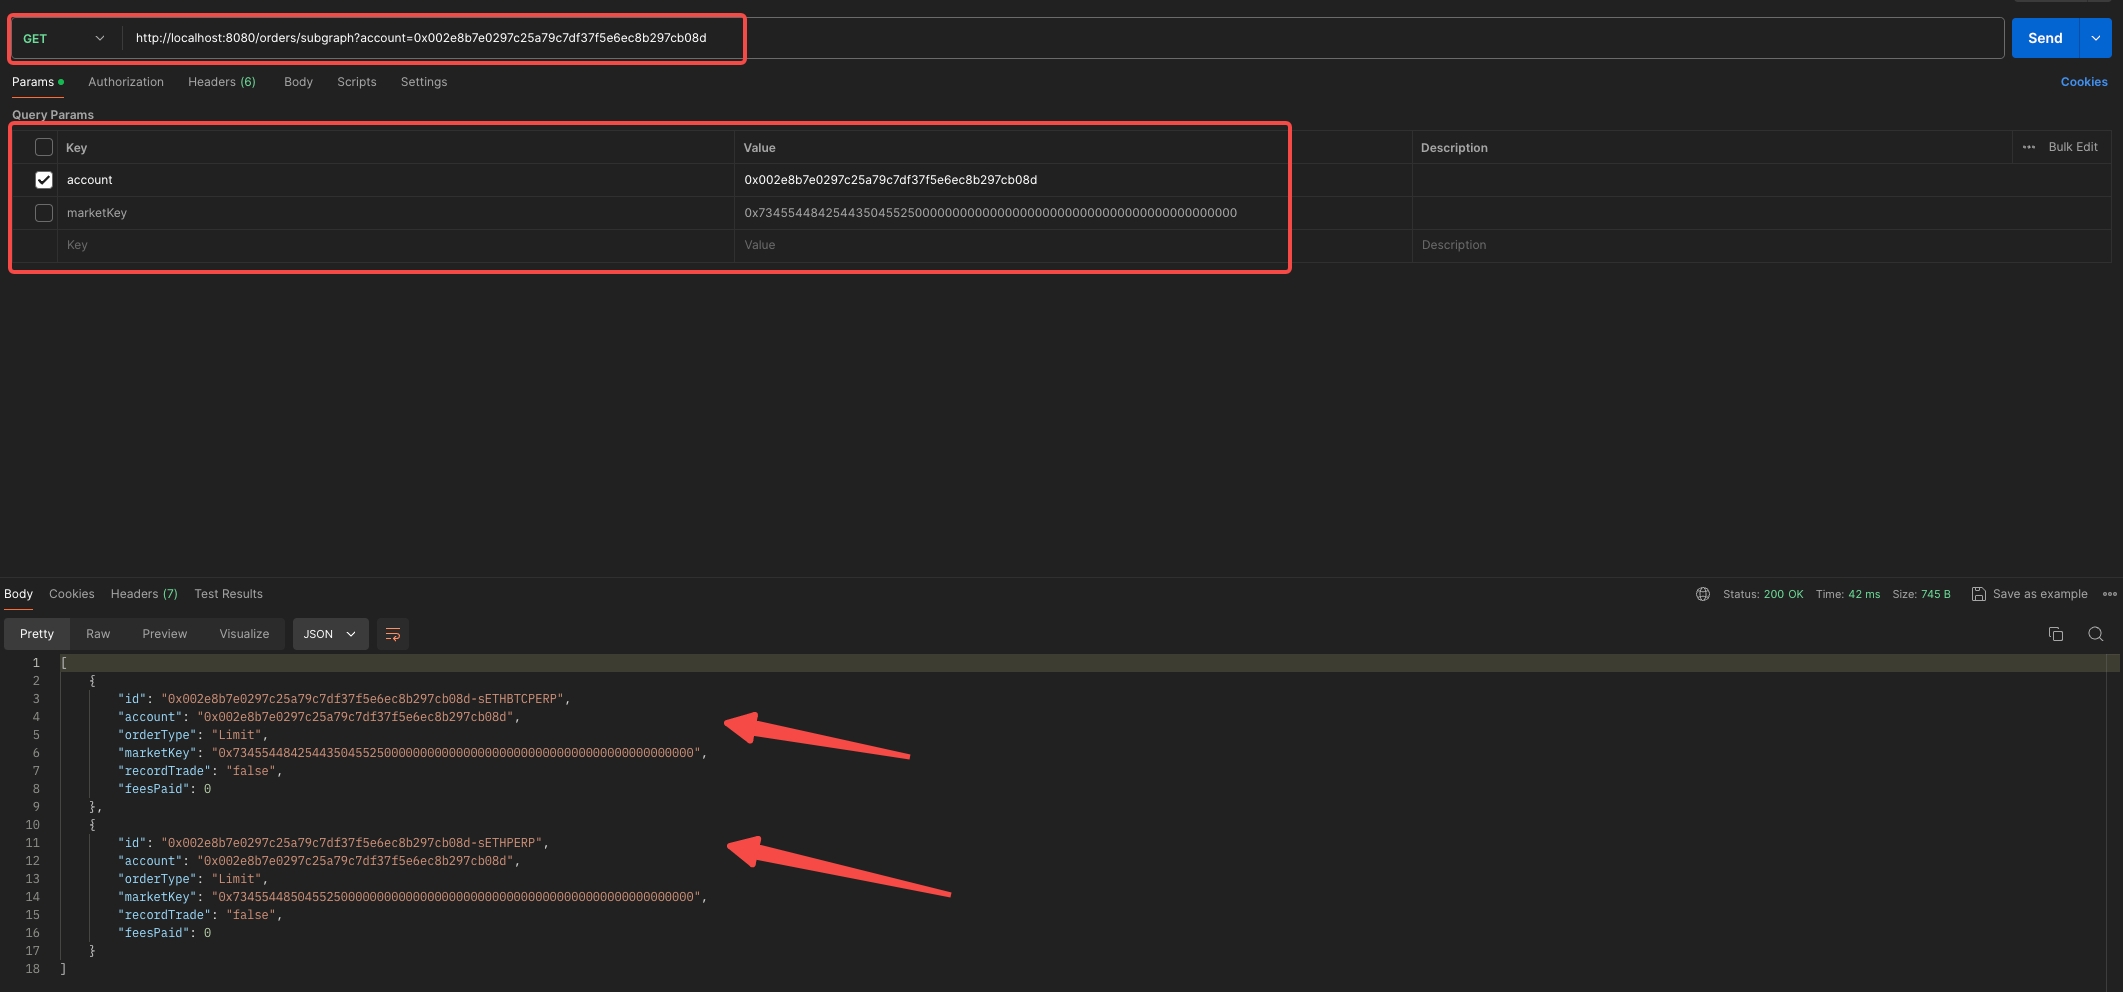 GET http://localhost:8080/orders/subgraph?account=0x002e8b7e0297c25a79c7df37f5e6ec8b297cb08d Send
Params Authorization Headers (6) Body Scripts Settings Cookies
Query Params
Key Value Description Bulk Edit
account 0x002e8b7e0297c25a79c7df37f5e6ec8b297cb08d
marketKey 0x7345544842544350455250000000000000000000000000000000000000000000
Key Value Description
Body Cookies Headers (7) Test Results Status: 200 OK Time: 42 ms Size: 745 B Save as example
Pretty Raw Preview Visualize JSON
1 [
2 {
3 "id": "0x002e8b7e0297c25a79c7df37f5e6ec8b297cb08d-sETHBTCPERP",
4 "account": "0x002e8b7e0297c25a79c7df37f5e6ec8b297cb08d",
5 "orderType": "Limit",
6 "marketKey": "0x7345544842544350455250000000000000000000000000000000000000000000",
7 "recordTrade": "false",
8 "feesPaid": 0
9 },
10 {
11 "id": "0x002e8b7e0297c25a79c7df37f5e6ec8b297cb08d-sETHPERP",
12 "account": "0x002e8b7e0297c25a79c7df37f5e6ec8b297cb08d",
13 "orderType": "Limit",
14 "marketKey": "0x7345544850455250000000000000000000000000000000000000000000000000",
15 "recordTrade": "false",
16 "feesPaid": 0
17 }
18 ]